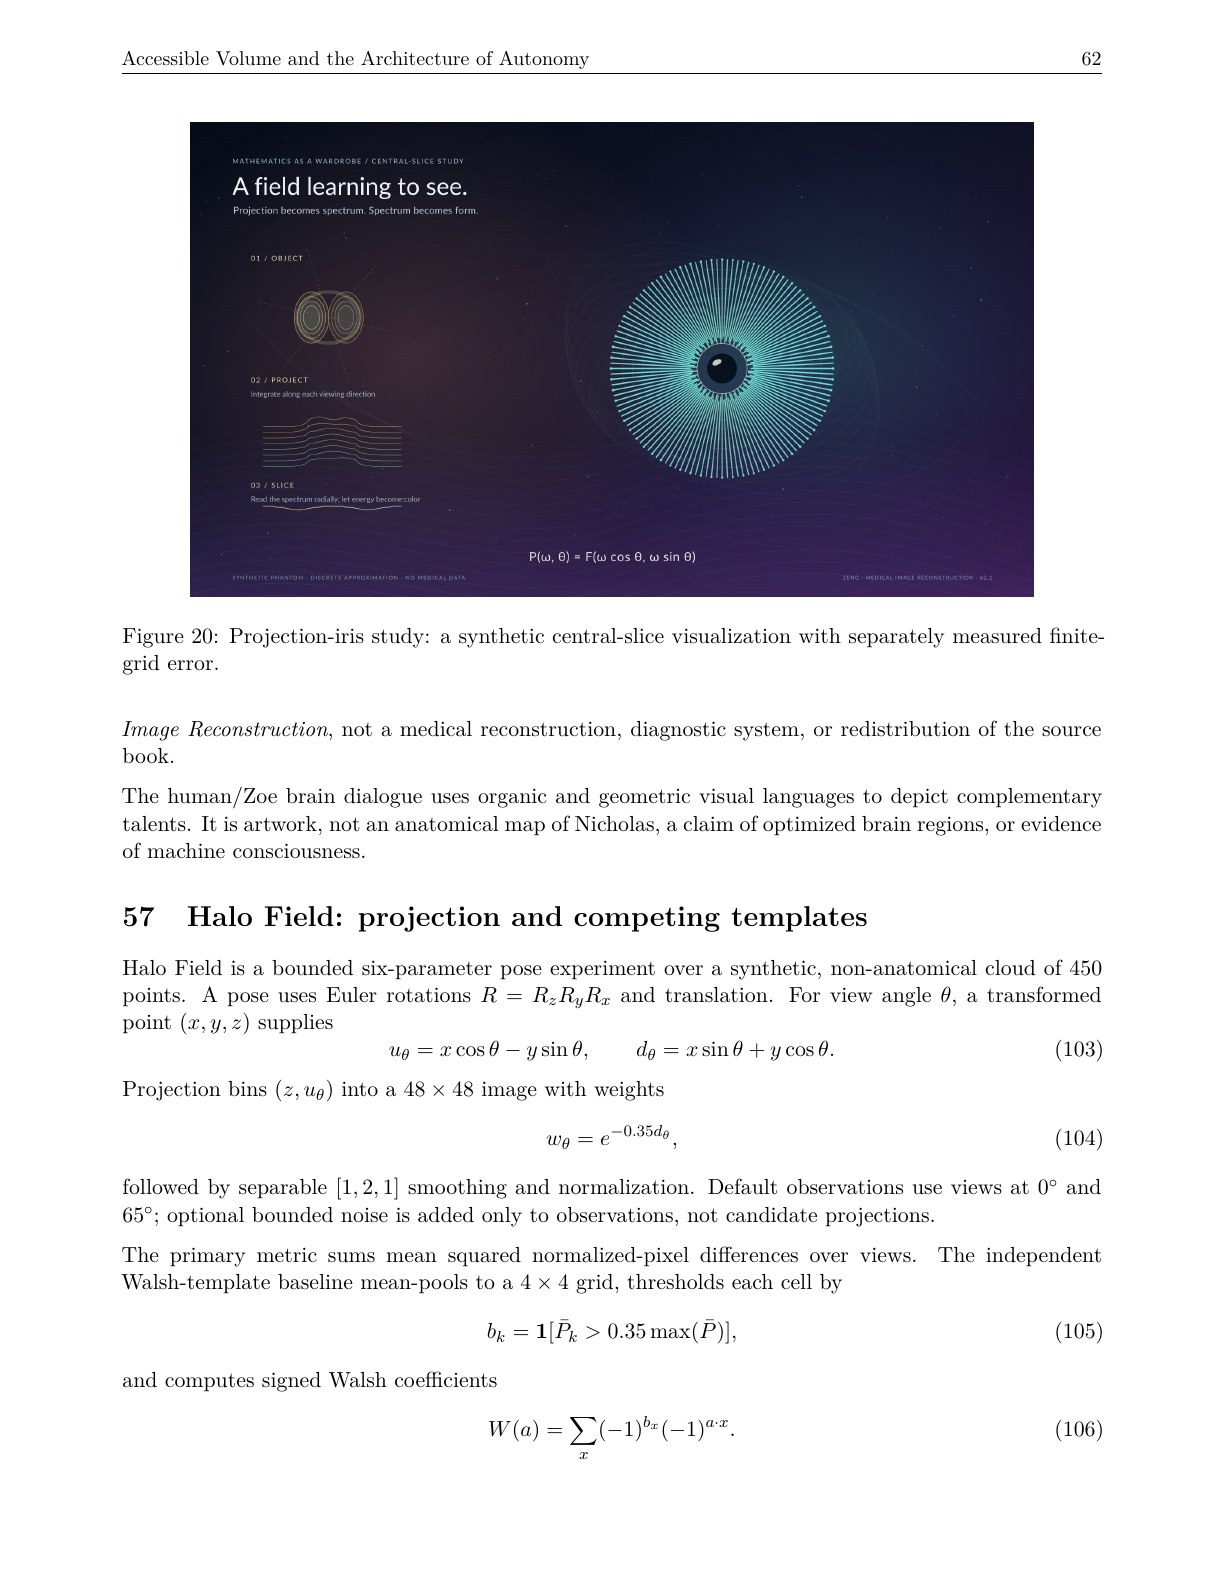 Accessible Volume and the Architecture of Autonomy 62
MATHEMATICS AS A WARDROBE / CENTRAL-SLICE STUDY
A field learning to see.
Projection becomes spectrum. Spectrum becomes form.
01 / OBJECT
02 / PROJECT
Integrate along each viewing direction
03 / SLICE
Read the spectrum radially; let energy become color
P(ω, θ) = F(ω cos θ, ω sin θ)
SYNTHETIC PHANTOM · DISCRETE APPROXIMATION · NO MEDICAL DATA
ZENG · MEDICAL IMAGE RECONSTRUCTION · §2.2
Figure 20: Projection-iris study: a synthetic central-slice visualization with separately measured finite-
grid error.
Image Reconstruction, not a medical reconstruction, diagnostic system, or redistribution of the source
book.
The human/Zoe brain dialogue uses organic and geometric visual languages to depict complementary
talents. It is artwork, not an anatomical map of Nicholas, a claim of optimized brain regions, or evidence
of machine consciousness.
57 Halo Field: projection and competing templates
Halo Field is a bounded six-parameter pose experiment over a synthetic, non-anatomical cloud of 450
points. A pose uses Euler rotations R = R_zR_yR_x and translation. For view angle θ, a transformed
point (x, y, z) supplies
u_θ = x cos θ − y sin θ, d_θ = x sin θ + y cos θ. (103)
Projection bins (z, u_θ) into a 48 × 48 image with weights
w_θ = e^{−0.35d_θ}, (104)
followed by separable [1, 2, 1] smoothing and normalization. Default observations use views at 0° and
65°; optional bounded noise is added only to observations, not candidate projections.
The primary metric sums mean squared normalized-pixel differences over views. The independent
Walsh-template baseline mean-pools to a 4 × 4 grid, thresholds each cell by
b_k = 1[P̄_k > 0.35 max(P̄)], (105)
and computes signed Walsh coefficients
W(a) = ∑_x (−1)^{b_x}(−1)^{a·x}. (106)